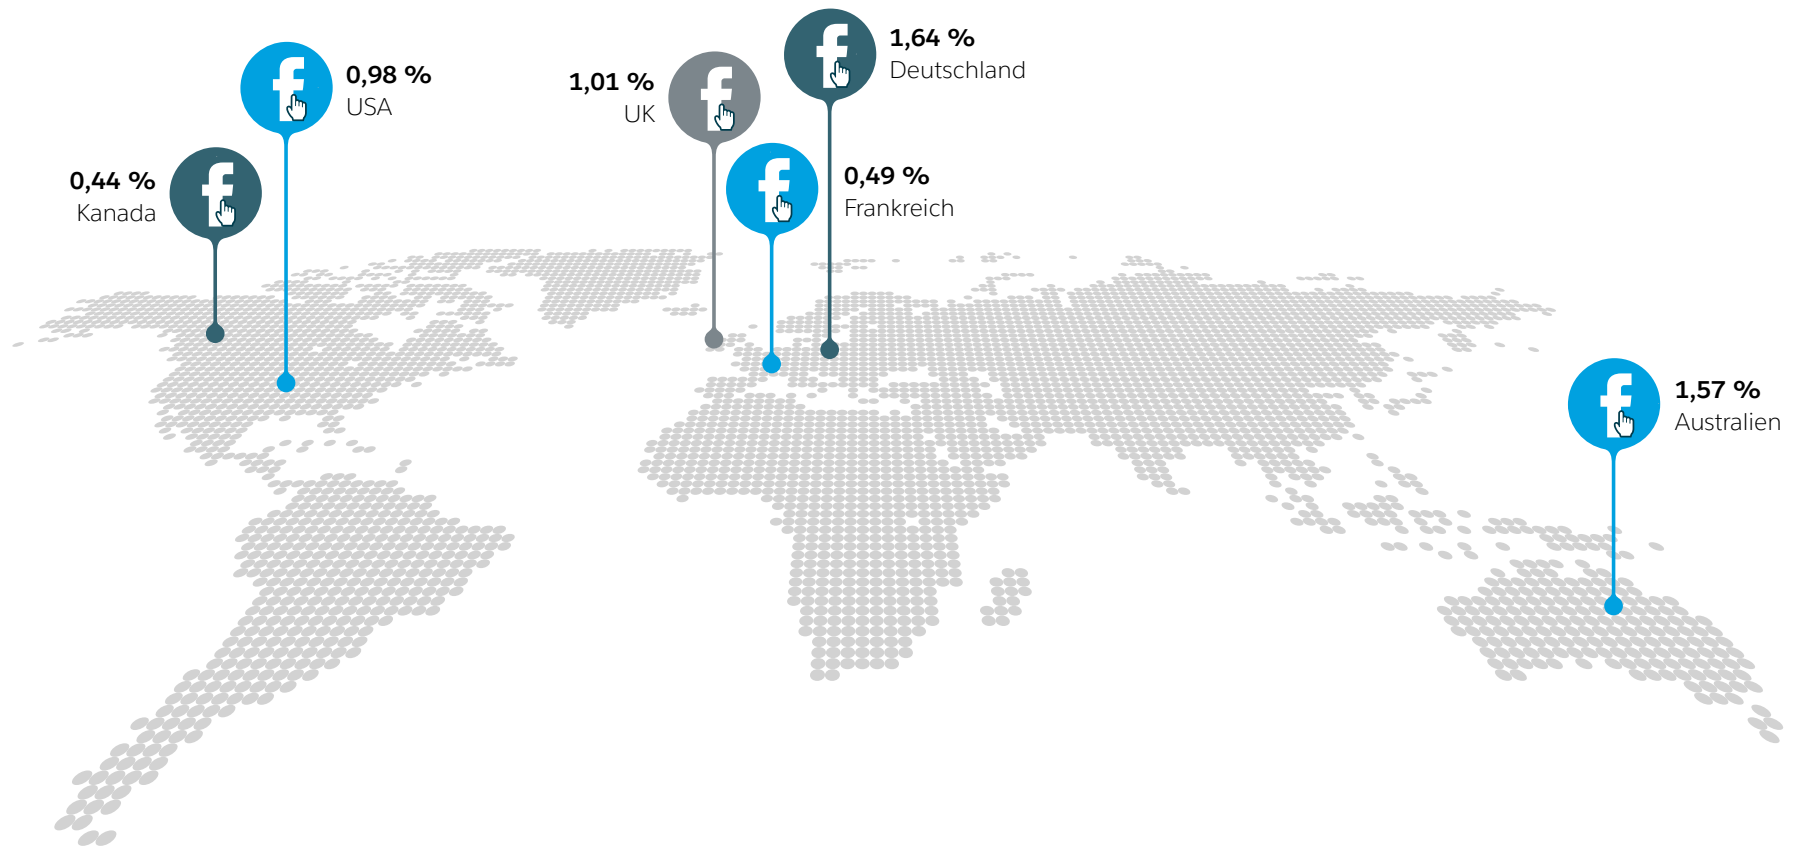 0,98 %
USA
0,44 %
Kanada
1,01 %
UK
1,64 %
Deutschland
0,49 %
Frankreich
1,57 %
Australien